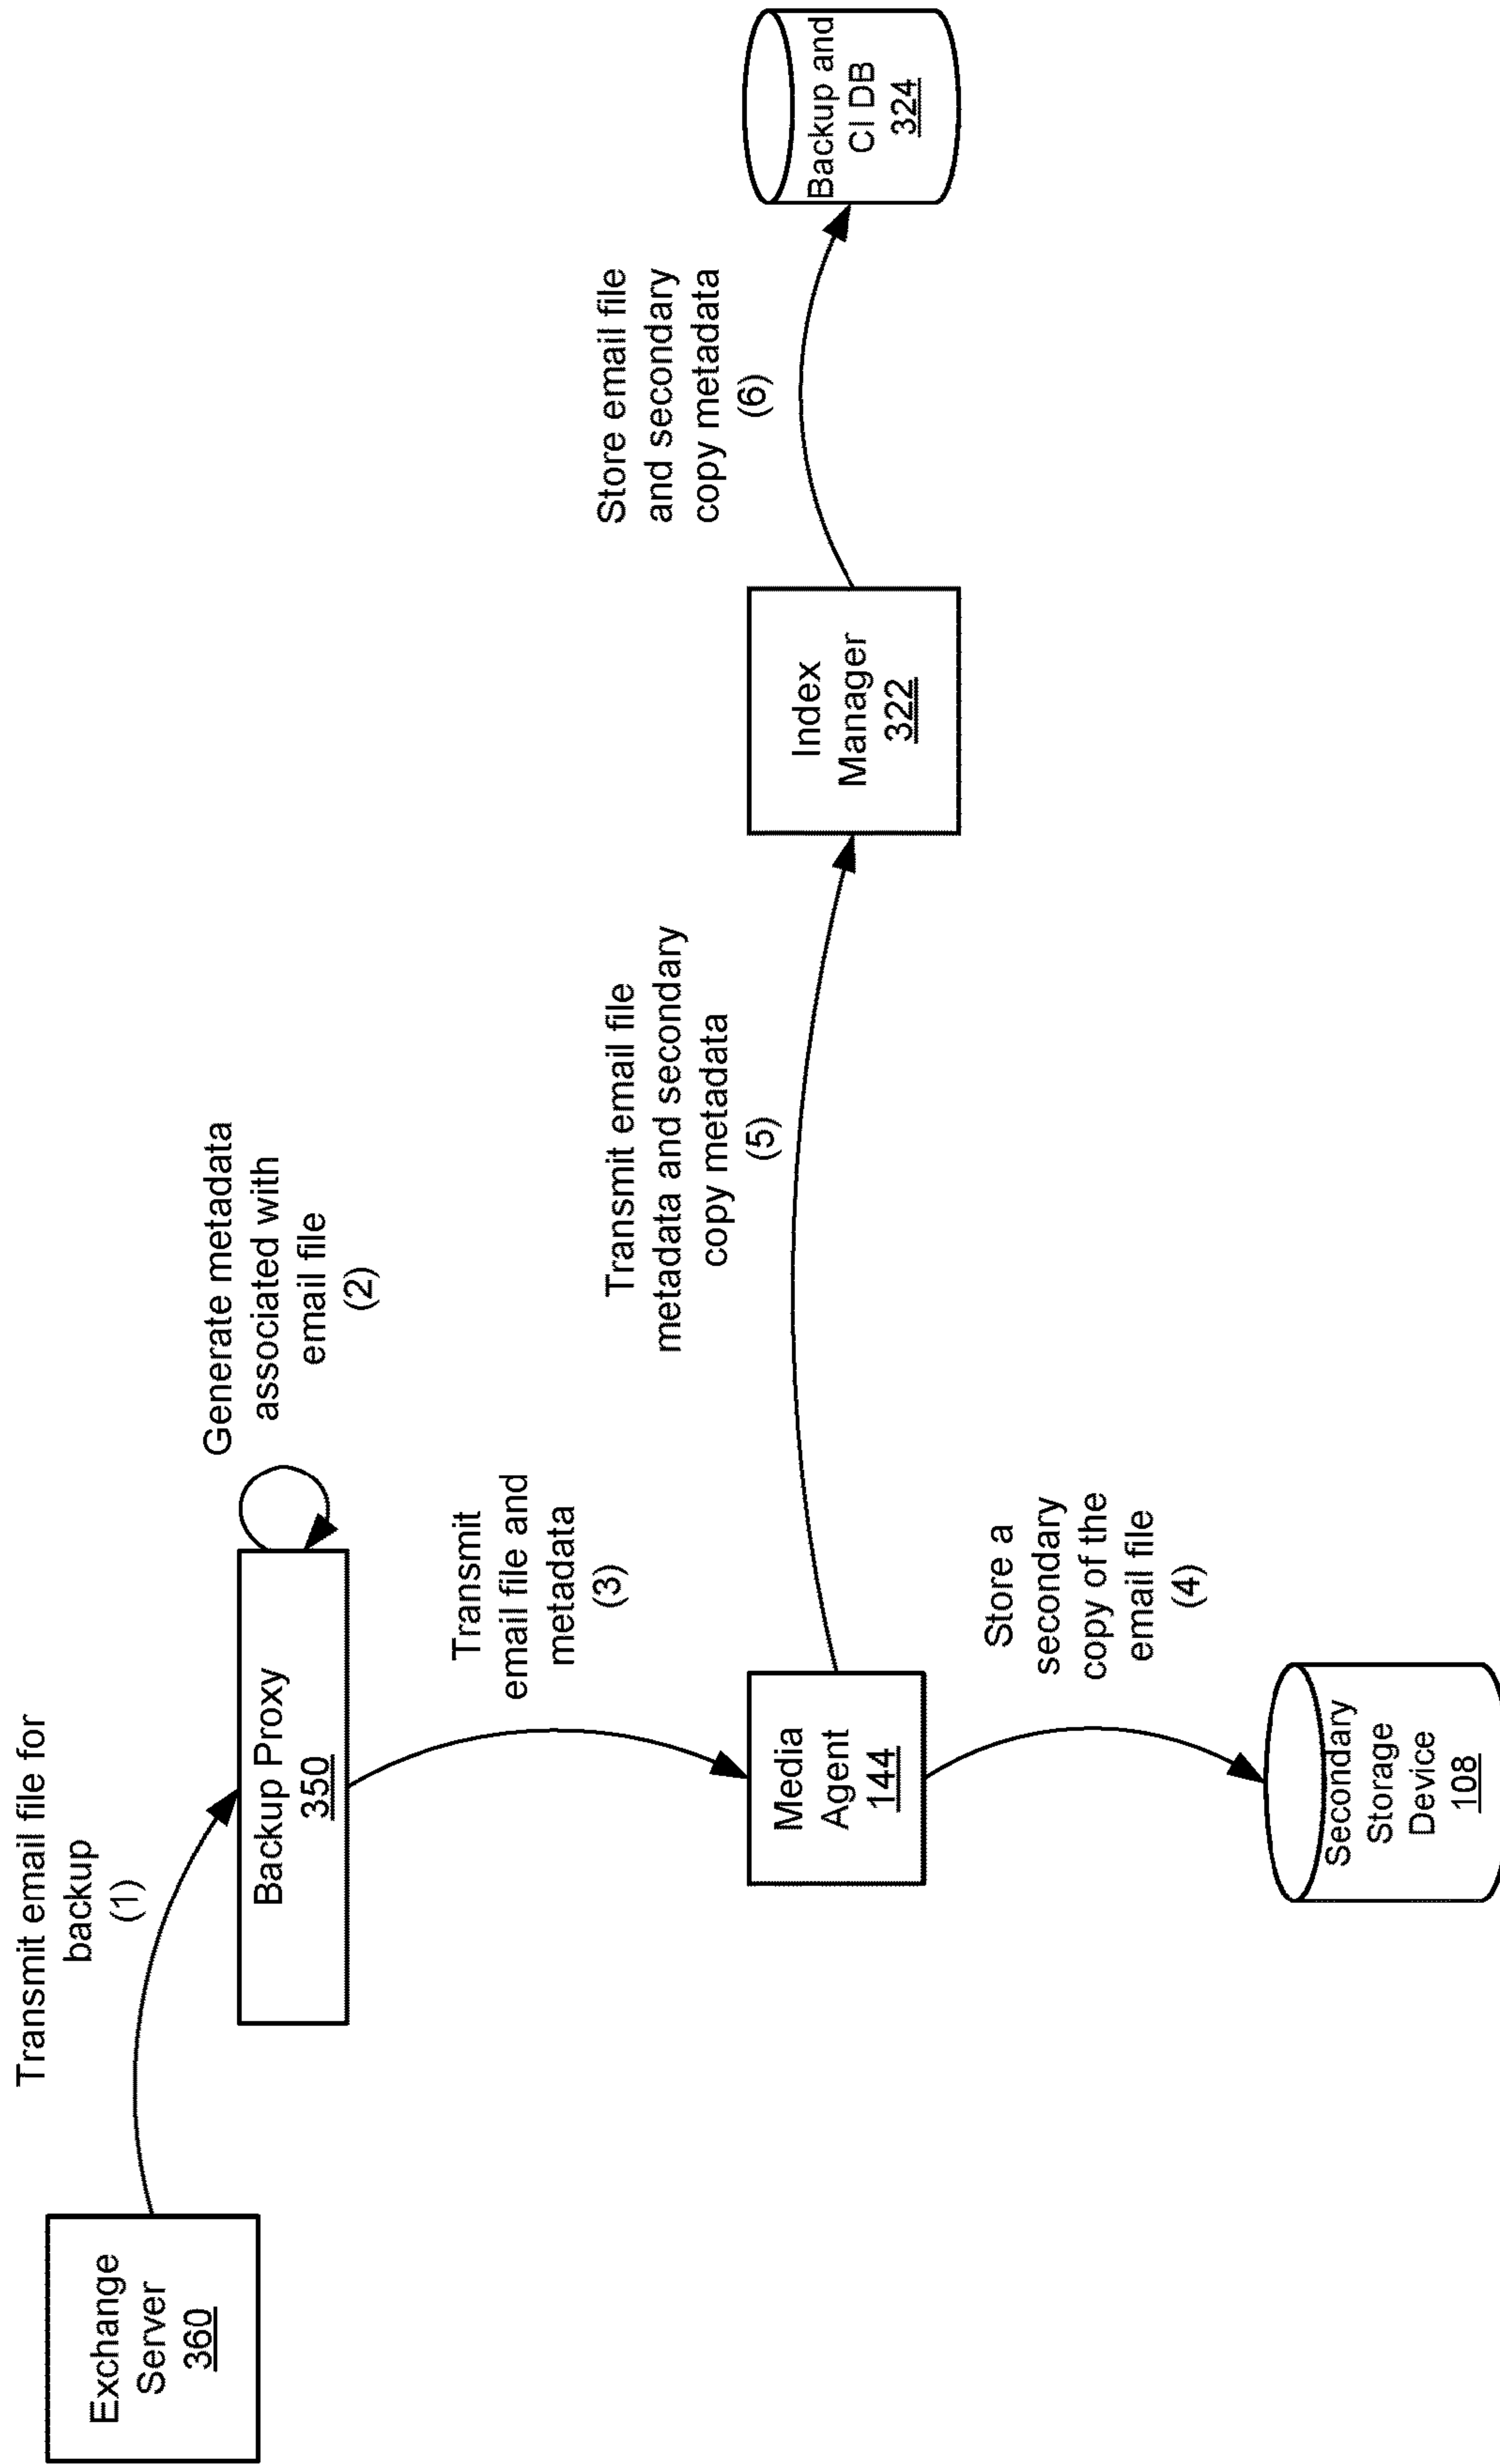 Transmit email file for
backup
(1)
Exchange
Server
360
Backup Proxy
350
Generate metadata
associated with
email file
(2)
Transmit
email file and
metadata
(3)
Media
Agent
144
Store a
secondary
copy of the
email file
(4)
Secondary
Storage
Device
108
Transmit email file
metadata and secondary
copy metadata
(5)
Index
Manager
322
Store email file
and secondary
copy metadata
(6)
Backup and
CI DB
324